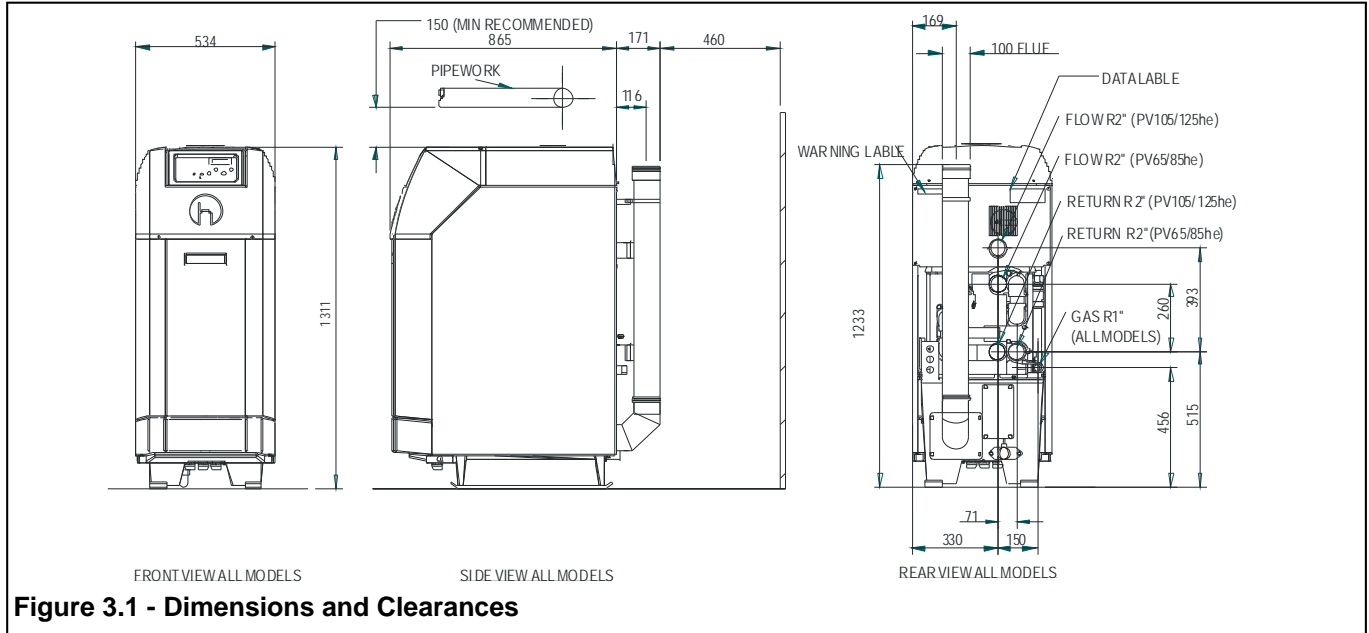 534
150 (MIN RECOMMENDED)
865
171
460
PIPEWORK
116
1311
h
169
100 FLUE
DATA LABLE
FLOW R2" (PV105/125he)
FLOW R2" (PV65/85he)
WARNING LABLE
RETURN R2" (PV105/125he)
RETURN R2" (PV65/85he)
1233
260
393
GAS R1"
(ALL MODELS)
456
515
71
330
150
FRONT VIEW ALL MODELS
SIDE VIEW ALL MODELS
REAR VIEW ALL MODELS
Figure 3.1 - Dimensions and Clearances